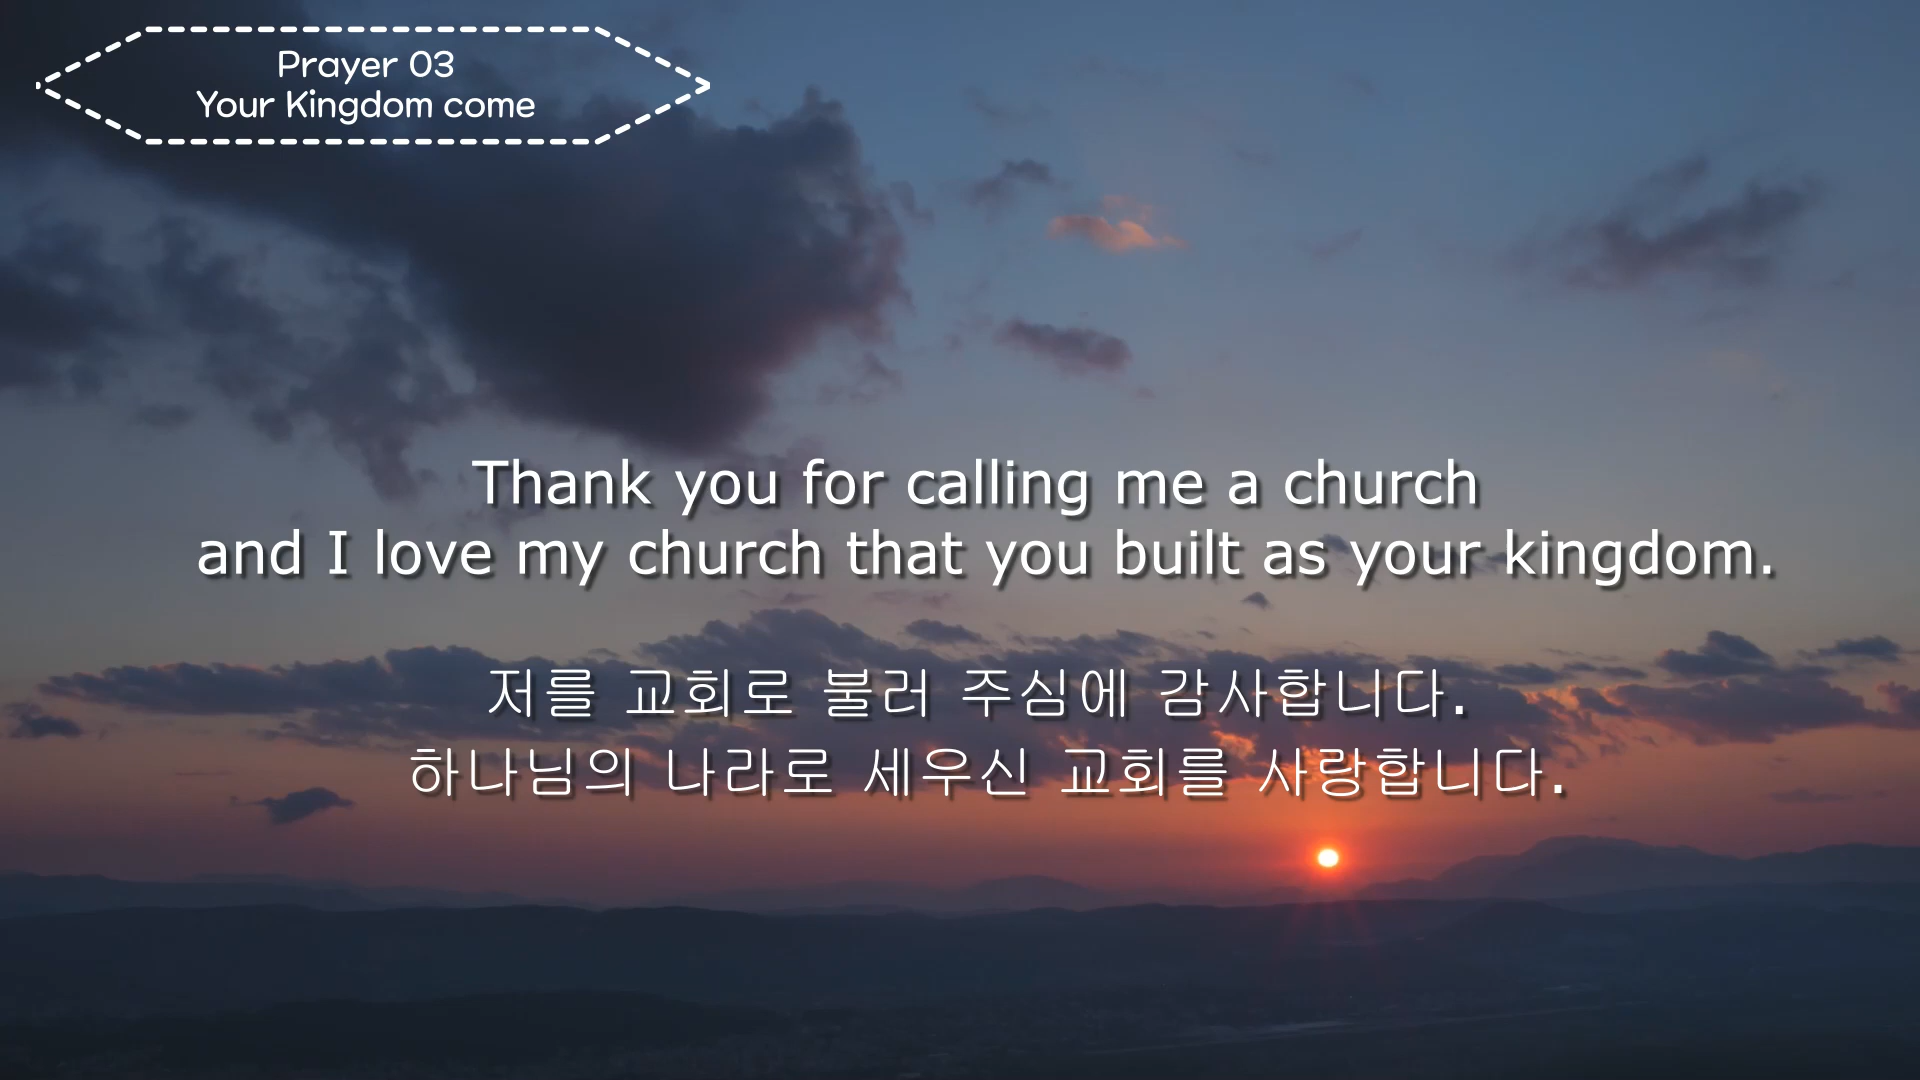 Prayer 03
Your Kingdom come
Thank you for calling me a church
and I love my church that you built as your kingdom.
저를 교회로 불러 주심에 감사합니다.
하나님의 나라로 세우신 교회를 사랑합니다.